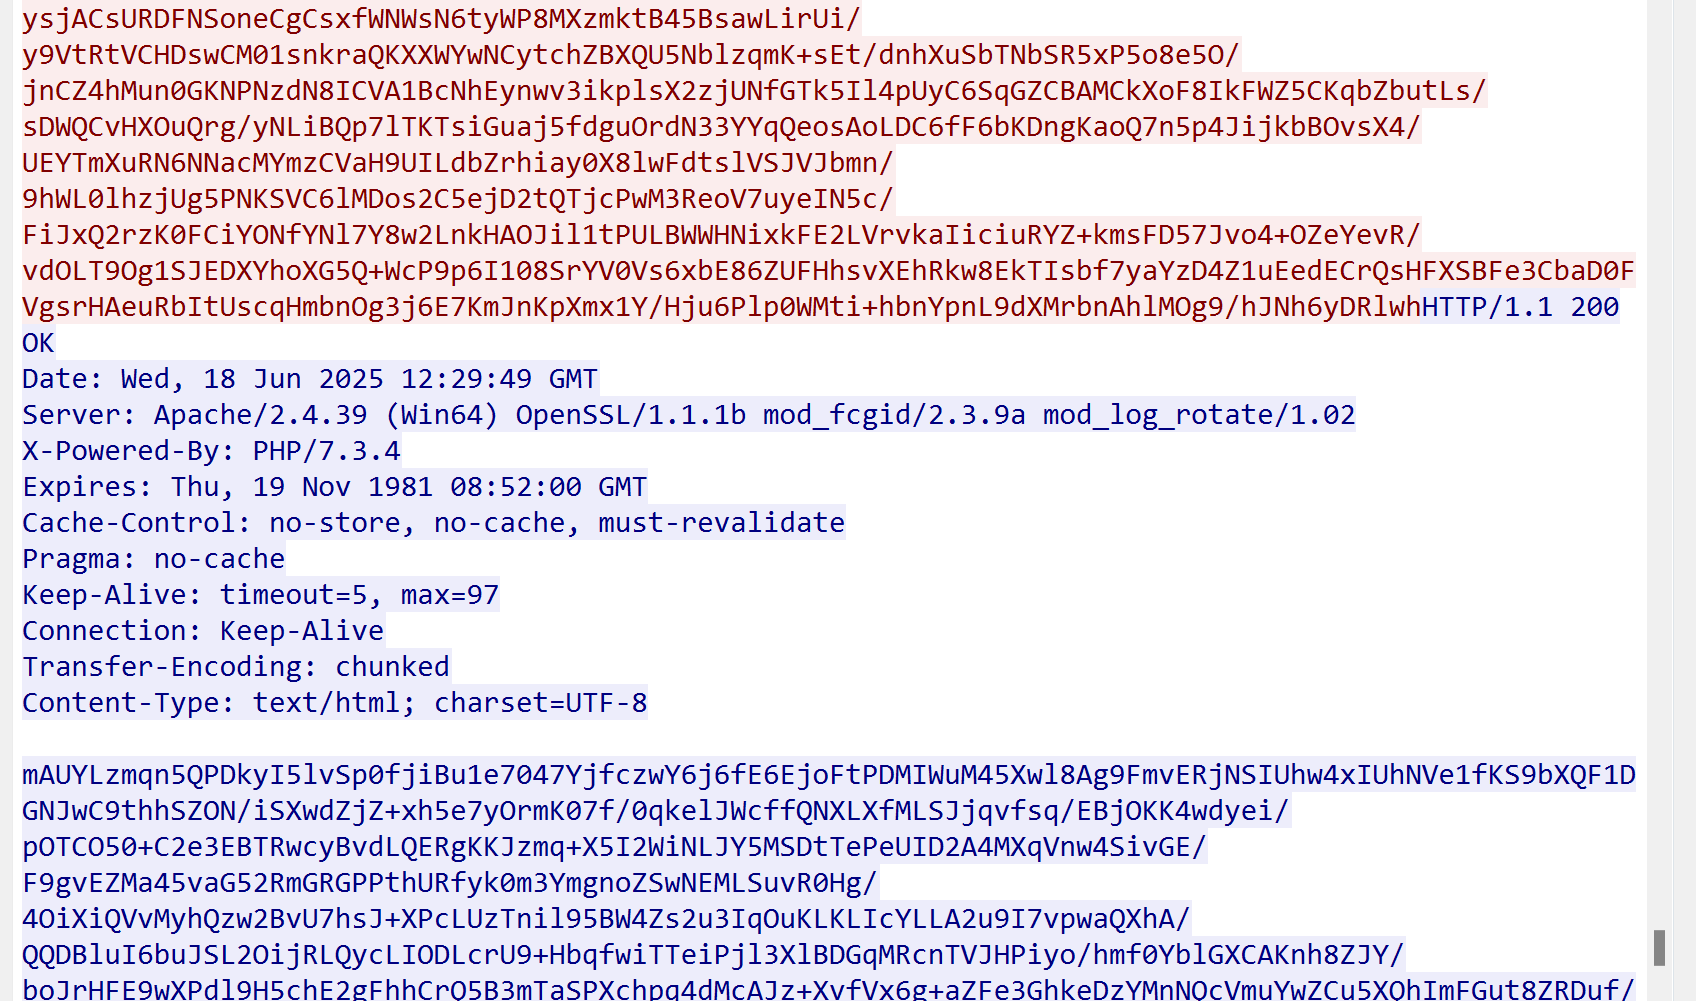 ysjACsURDFNSoneCgCsxfWNWsN6tyWP8MXzmktB45BsawLirUi/
y9VtRtVCHDswCM01snkraQKXXWYwNCytchZBXQU5NblzqmK+sEt/dnhXuSbTNbSR5xP5o8e5O/
jnCZ4hMun0GKNPNzdN8ICVA1BcNhEynwv3ikplsX2zjUNfGTk5Il4pUyC6SqGZCBAMCkXoF8IkFWZ5CKqbZbutLs/
sDWQCvHXOuQrg/yNLiBQp7lTKTsiGuaj5fdguOrdN33YYqQeosAoLDC6fF6bKDngKaoQ7n5p4JijkbBOvsX4/
UEYTmXuRN6NNacMYmzCVaH9UILdbZrhiay0X8lwFdtslVSJVJbmn/
9hWL0lhzjUg5PNKSVC6lMDos2C5ejD2tQTjcPwM3ReoV7uyeIN5c/
FiJxQ2rzK0FCiYONfYNl7Y8w2LnkHAOJil1tPULBWWHNixkFE2LVrvkaIiciuRYZ+kmsFD57Jvo4+OZeYevR/
vdOLT9Og1SJEDXYhoXG5Q+WcP9p6I108SrYV0Vs6xbE86ZUFHhsvXEhRkw8EkTIsbf7yaYzD4Z1uEedECrQsHFXSBFe3CbaD0F
VgsrHAeuRbItUscqHmbnOg3j6E7KmJnKpXmx1Y/Hju6Plp0WMti+hbnYpnL9dXMrbnAhlMOg9/hJNh6yDRlwhHTTP/1.1 200
OK
Date: Wed, 18 Jun 2025 12:29:49 GMT
Server: Apache/2.4.39 (Win64) OpenSSL/1.1.1b mod_fcgid/2.3.9a mod_log_rotate/1.02
X-Powered-By: PHP/7.3.4
Expires: Thu, 19 Nov 1981 08:52:00 GMT
Cache-Control: no-store, no-cache, must-revalidate
Pragma: no-cache
Keep-Alive: timeout=5, max=97
Connection: Keep-Alive
Transfer-Encoding: chunked
Content-Type: text/html; charset=UTF-8
mAUYLzmqn5QPDkyI5lvSp0fjiBu1e7047YjfczwY6j6fE6EjoFtPDMIWuM45Xwl8Ag9FmvERjNSIUhw4xIUhNVe1fKS9bXQF1D
GNJwC9thhSZON/iSXwdZjZ+xh5e7yOrmK07f/0qkelJWcffQNXLXfMLSJjqvfsq/EBjOKK4wdyei/
pOTCO50+C2e3EBTRwcyBvdLQERgKKJzmq+X5I2WiNLJY5MSDtTePeUID2A4MXqVnw4SivGE/
F9gvEZMa45vaG52RmGRGPPthURfyk0m3YmgnoZSwNEMLSuvR0Hg/
4OiXiQVvMyhQzw2BvU7hsJ+XPcLUzTnil95BW4Zs2u3IqOuKLKLIcYLLA2u9I7vpwaQXhA/
QQDBluI6buJSL2OijRLQycLIODLcrU9+HbqfwiTTeiPjl3XlBDGqMRcnTVJHPiyo/hmf0YblGXCAKnh8ZJY/
boJrHFE9wXPdl9H5chE2gFhhCrQ5B3mTaSPXchpq4dMcAJz+XvfVx6g+aZFe3GhkeDzYMnNQcVmuYwZCu5XQhImFGut8ZRDuf/